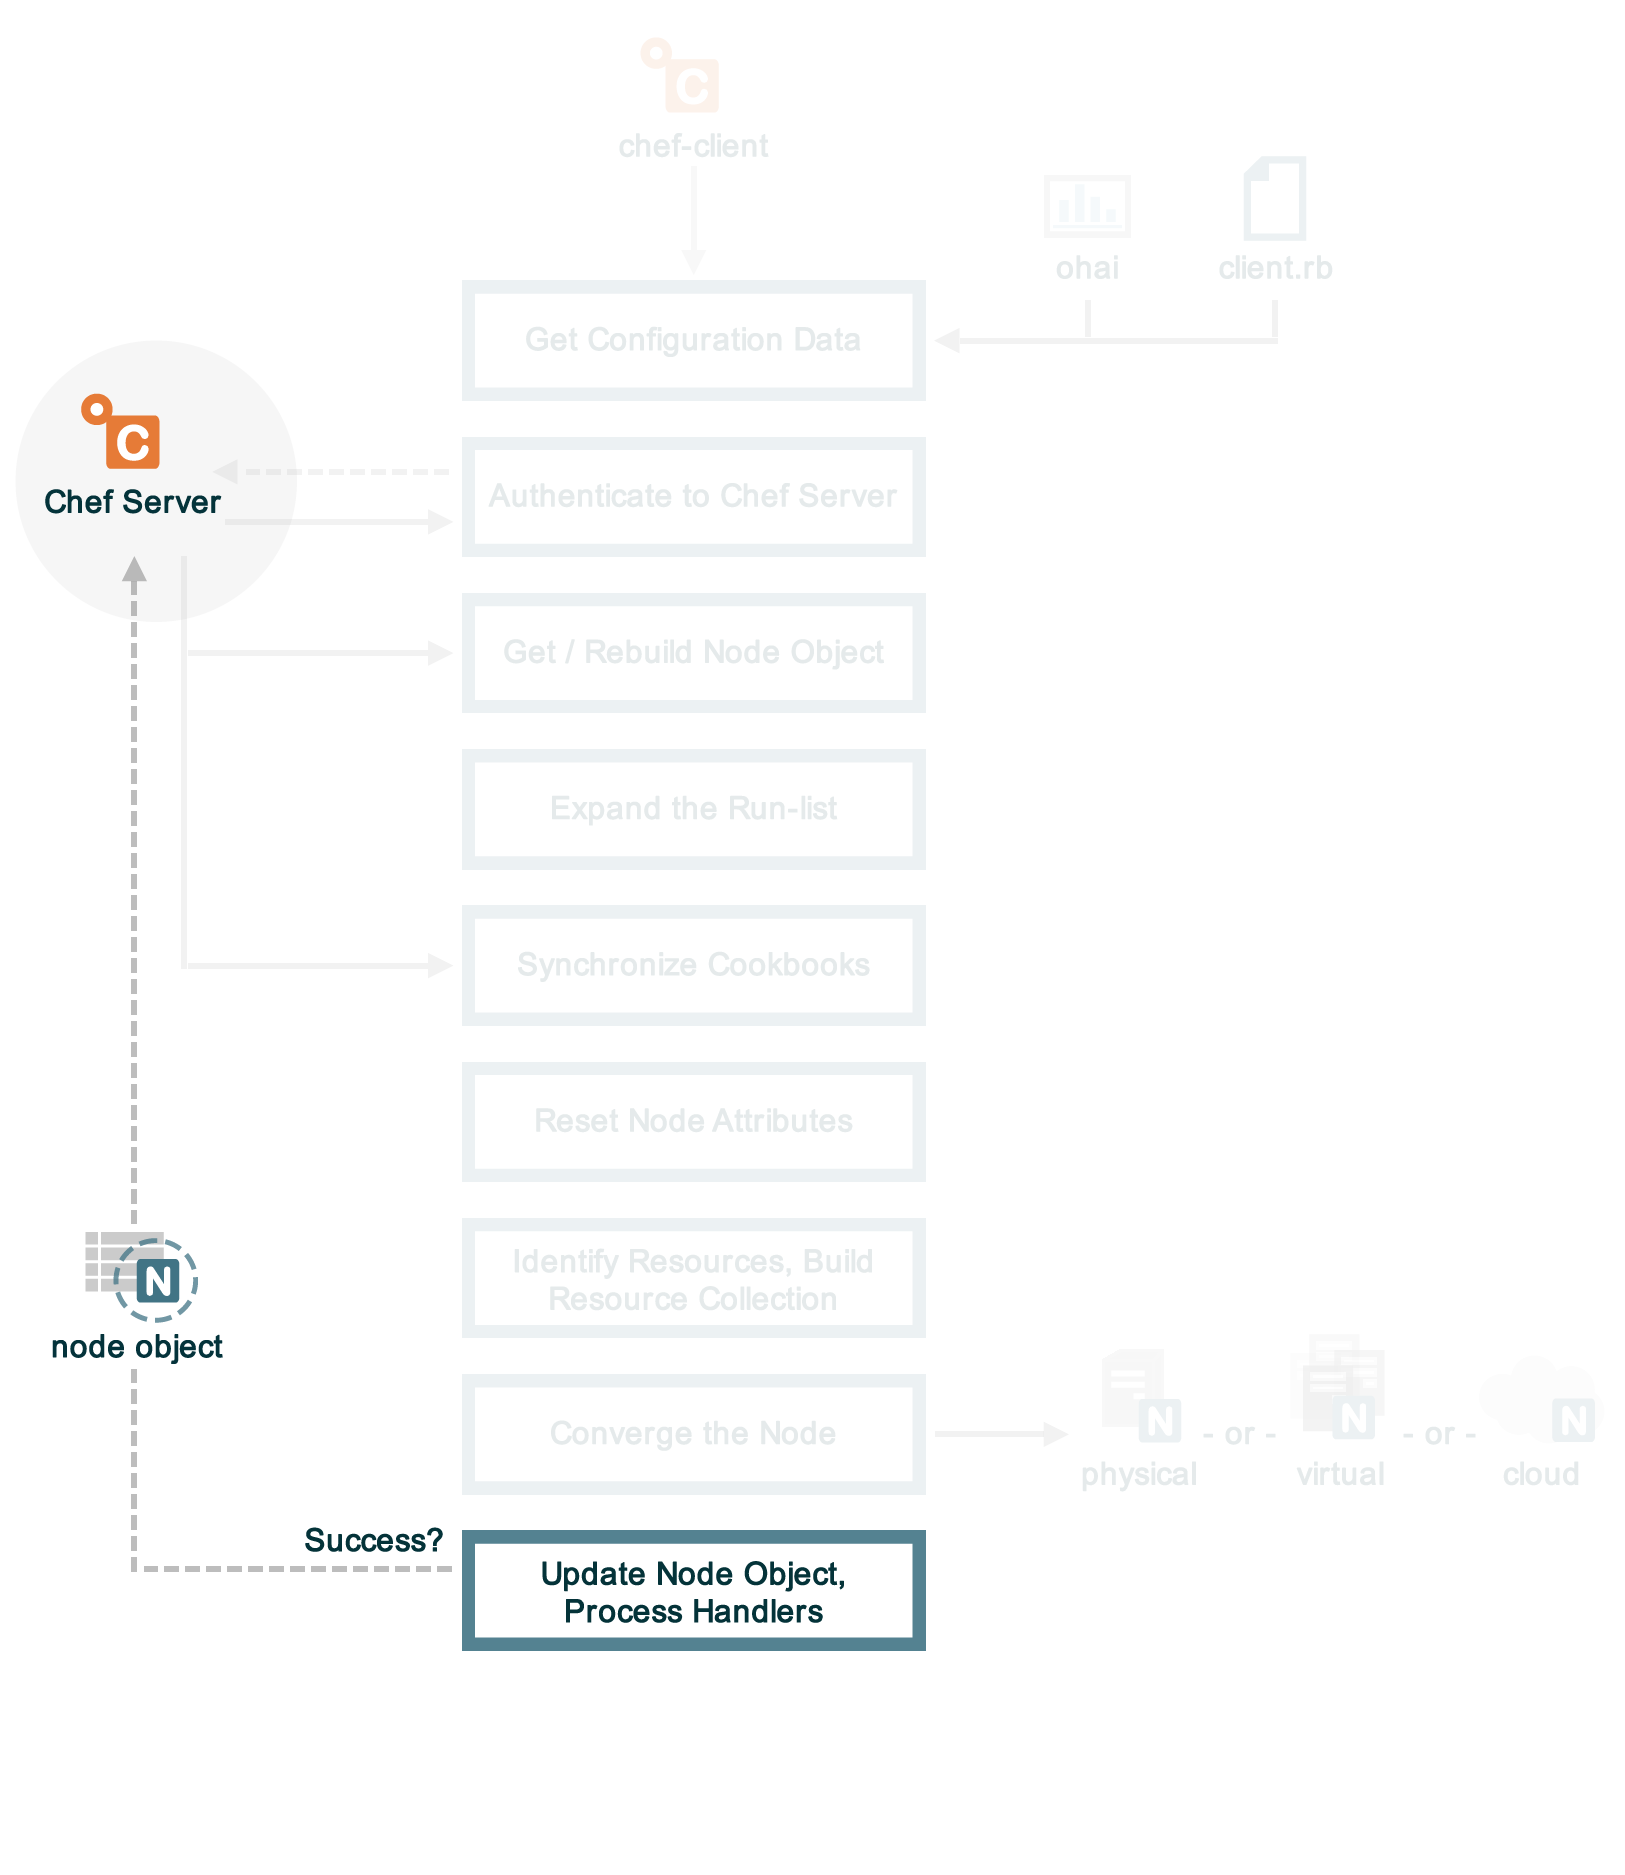 C
chef-client
ohai
client.rb
Get Configuration Data
C
Chef Server
Authenticate to Chef Server
Get / Rebuild Node Object
Expand the Run-list
Synchronize Cookbooks
Reset Node Attributes
N
node object
Identify Resources, Build
Resource Collection
Converge the Node
N
- or -
N
- or -
N
physical
virtual
cloud
Success?
Update Node Object,
Process Handlers